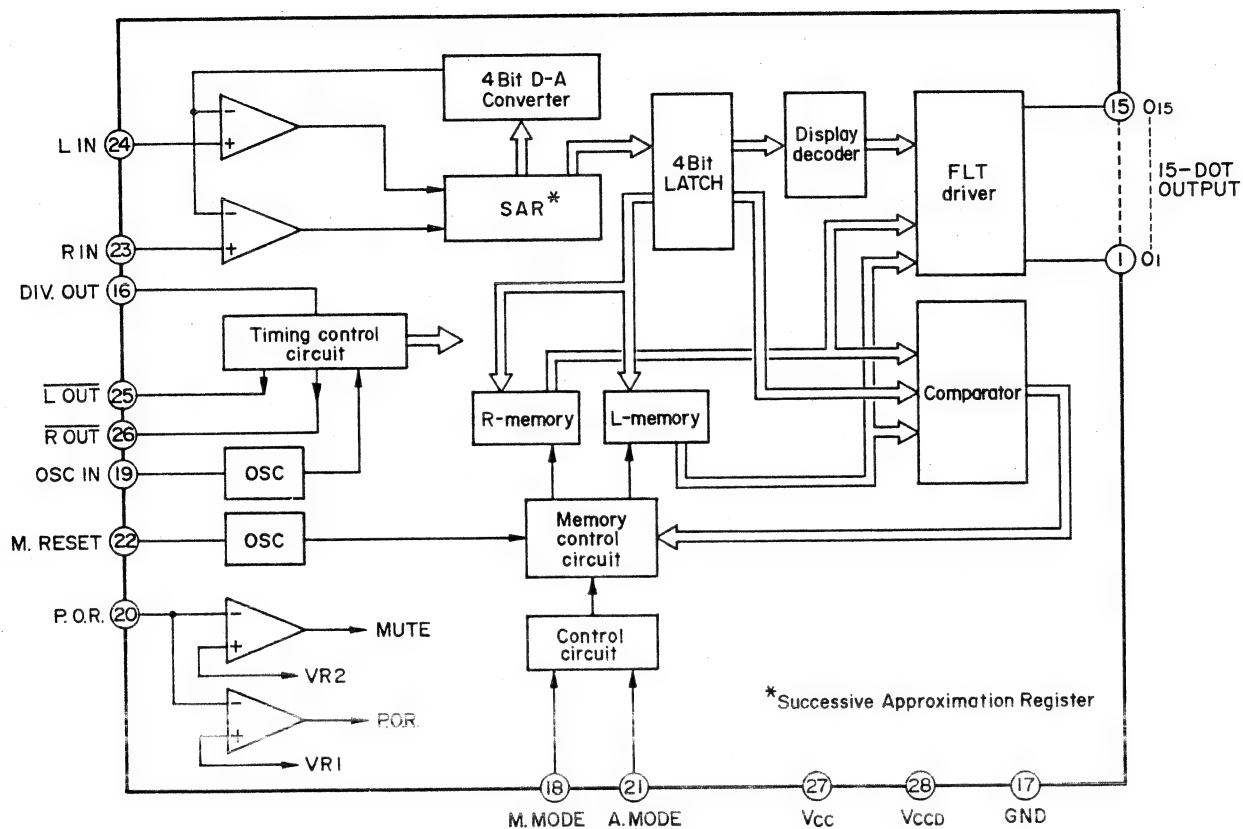 4Bit D-A
Converter
L IN
24
−
+
SAR*
4Bit
LATCH
Display
decoder
FLT
driver
15
O15
15-DOT
OUTPUT
R IN
23
−
+
1
O1
DIV. OUT
16
Timing control
circuit
L OUT
25
R OUT
26
R-memory
L-memory
Comparator
OSC IN
19
OSC
M. RESET
22
OSC
Memory
control
circuit
P.O.R.
20
−
+
MUTE
VR2
Control
circuit
−
+
P.O.R.
VR1
*Successive Approximation Register
18
21
27
28
17
M. MODE
A. MODE
VCC
VCCD
GND